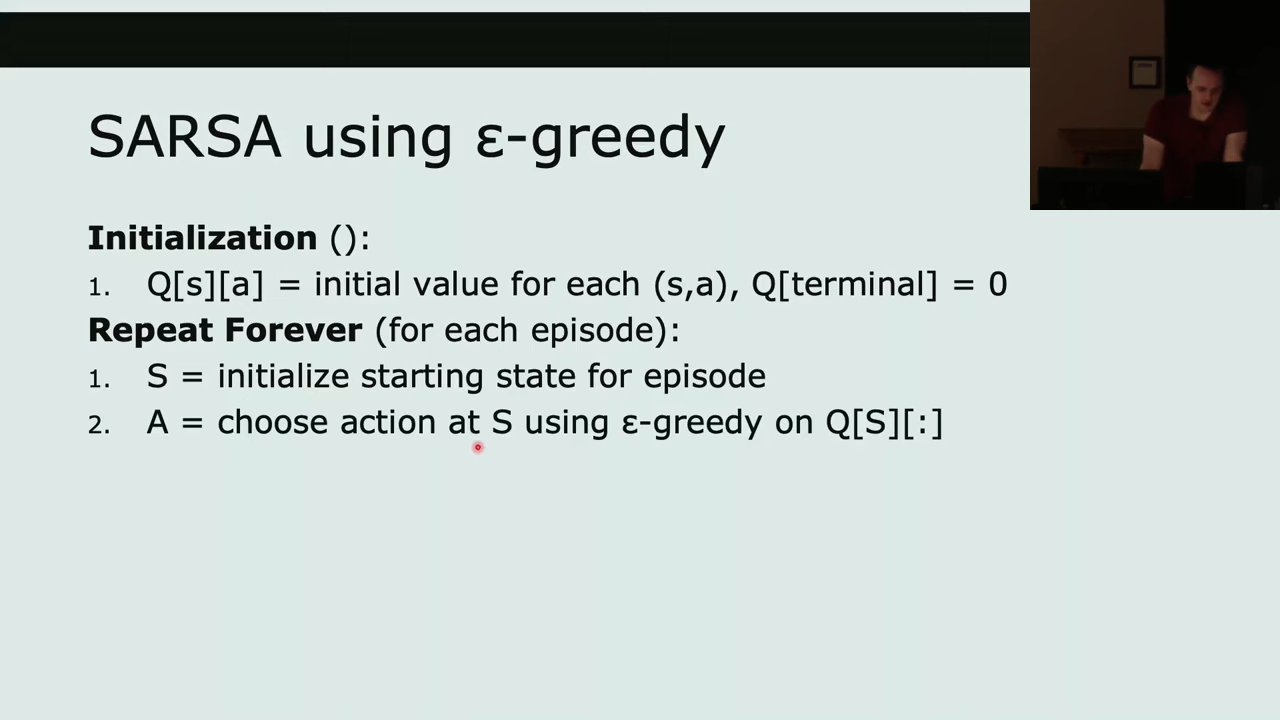 SARSA using ε-greedy
Initialization ():
1. Q[s][a] = initial value for each (s,a), Q[terminal] = 0
Repeat Forever (for each episode):
1. S = initialize starting state for episode
2. A = choose action at S using ε-greedy on Q[S][:]